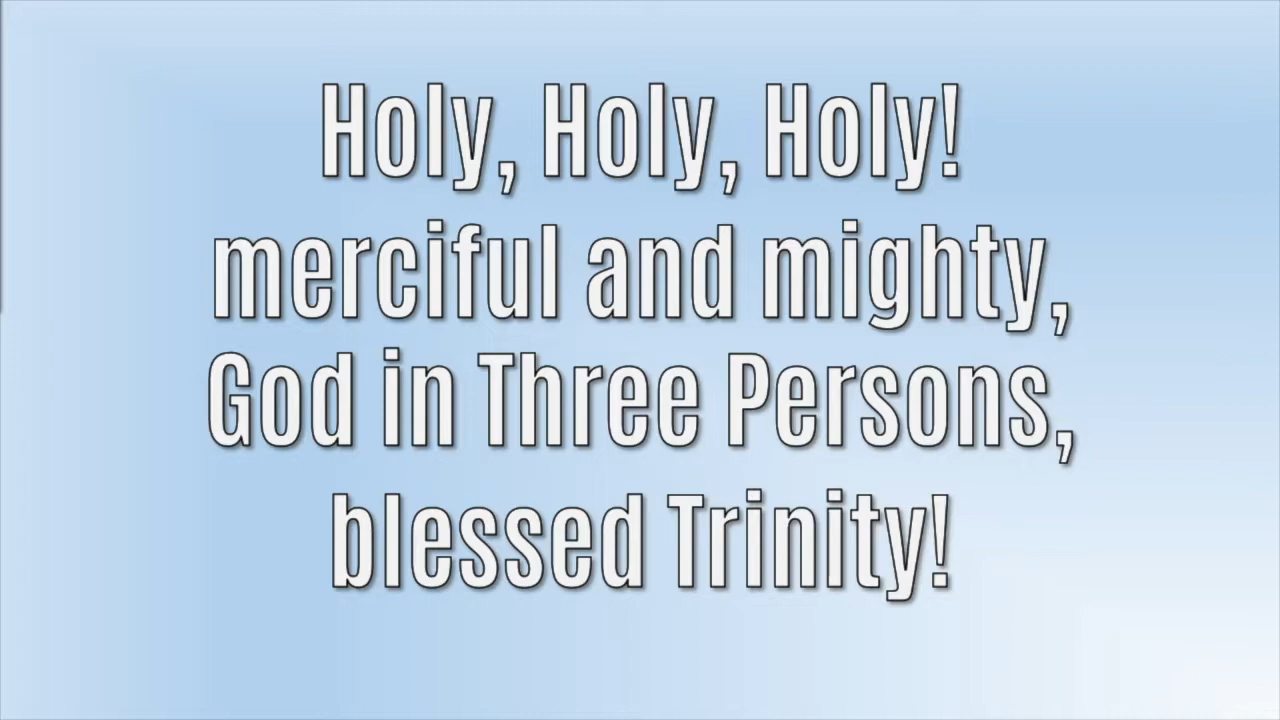 Holy, Holy, Holy!
merciful and mighty,
God in Three Persons,
blessed Trinity!